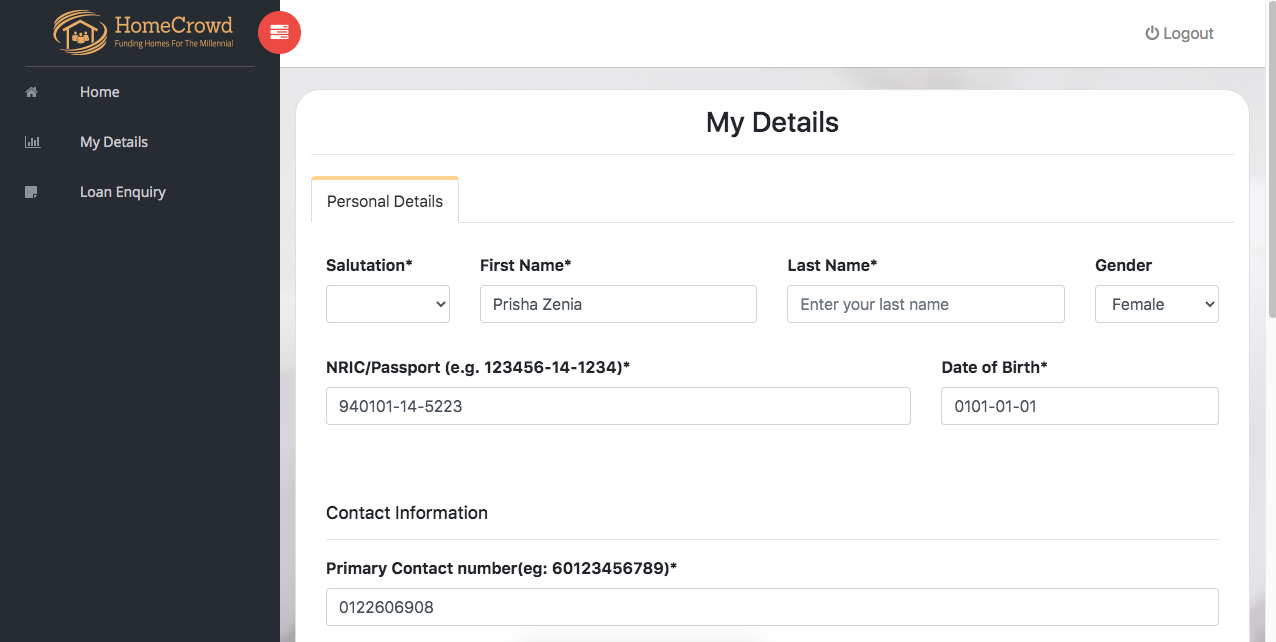 HomeCrowd
Funding Homes For The Millennial
Logout
Home
My Details
Loan Enquiry
My Details
Personal Details
Salutation* First Name* Last Name* Gender
Prisha Zenia Enter your last name Female
NRIC/Passport (e.g. 123456-14-1234)* Date of Birth*
940101-14-5223 0101-01-01
Contact Information
Primary Contact number(eg: 60123456789)*
0122606908